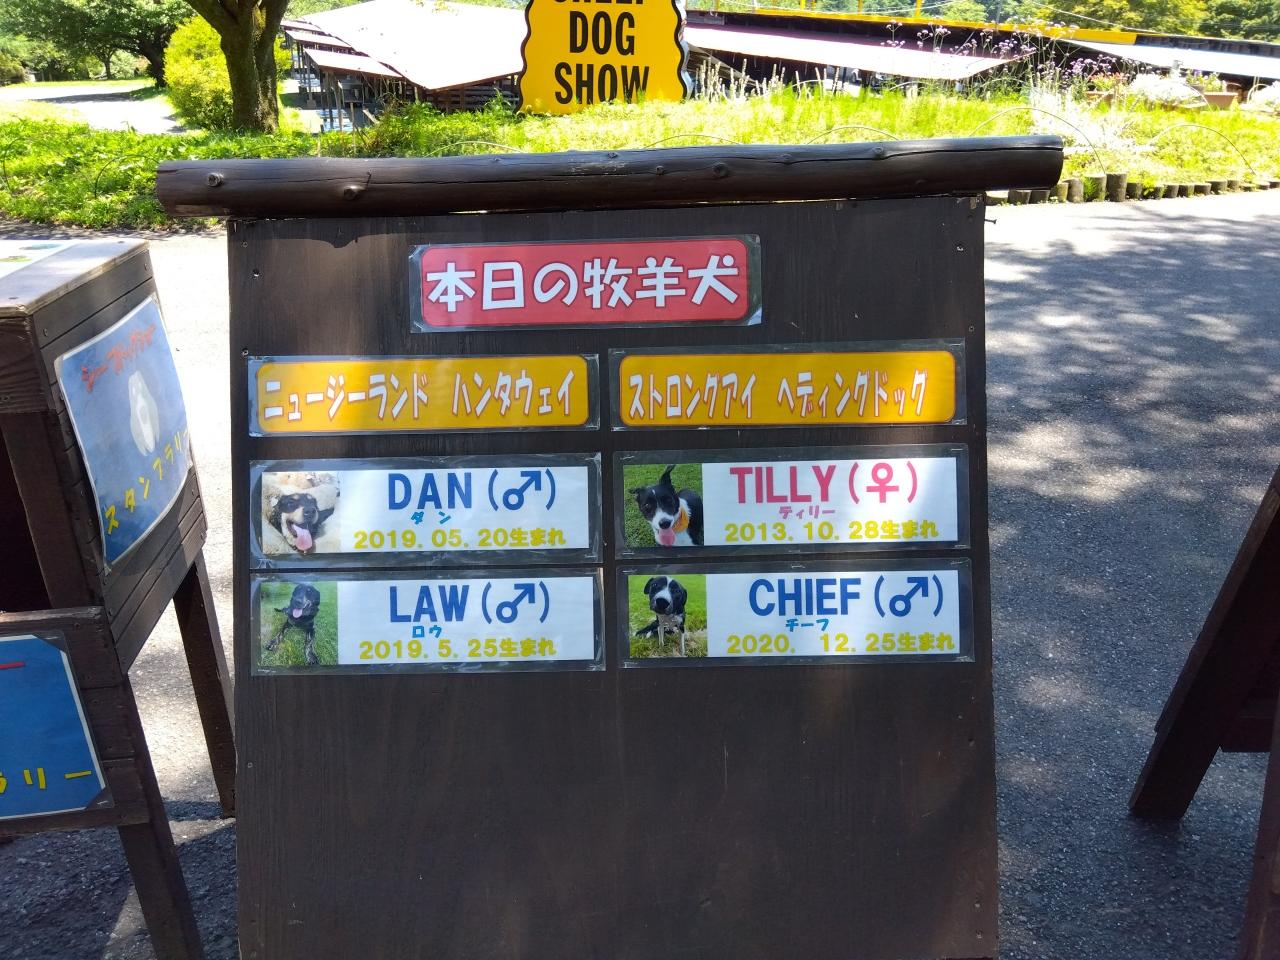 DOG
SHOW
本日の牧羊犬
ニュージーランド ハンタウェイ
ストロングアイ ヘディングドッグ
DAN(♂)
ダン
2019. 05. 20生まれ
TILLY(♀)
ティリー
2013. 10. 28生まれ
LAW(♂)
ロウ
2019. 5. 25生まれ
CHIEF(♂)
チーフ
2020. 12. 25生まれ
スタンプラリー
ラリー